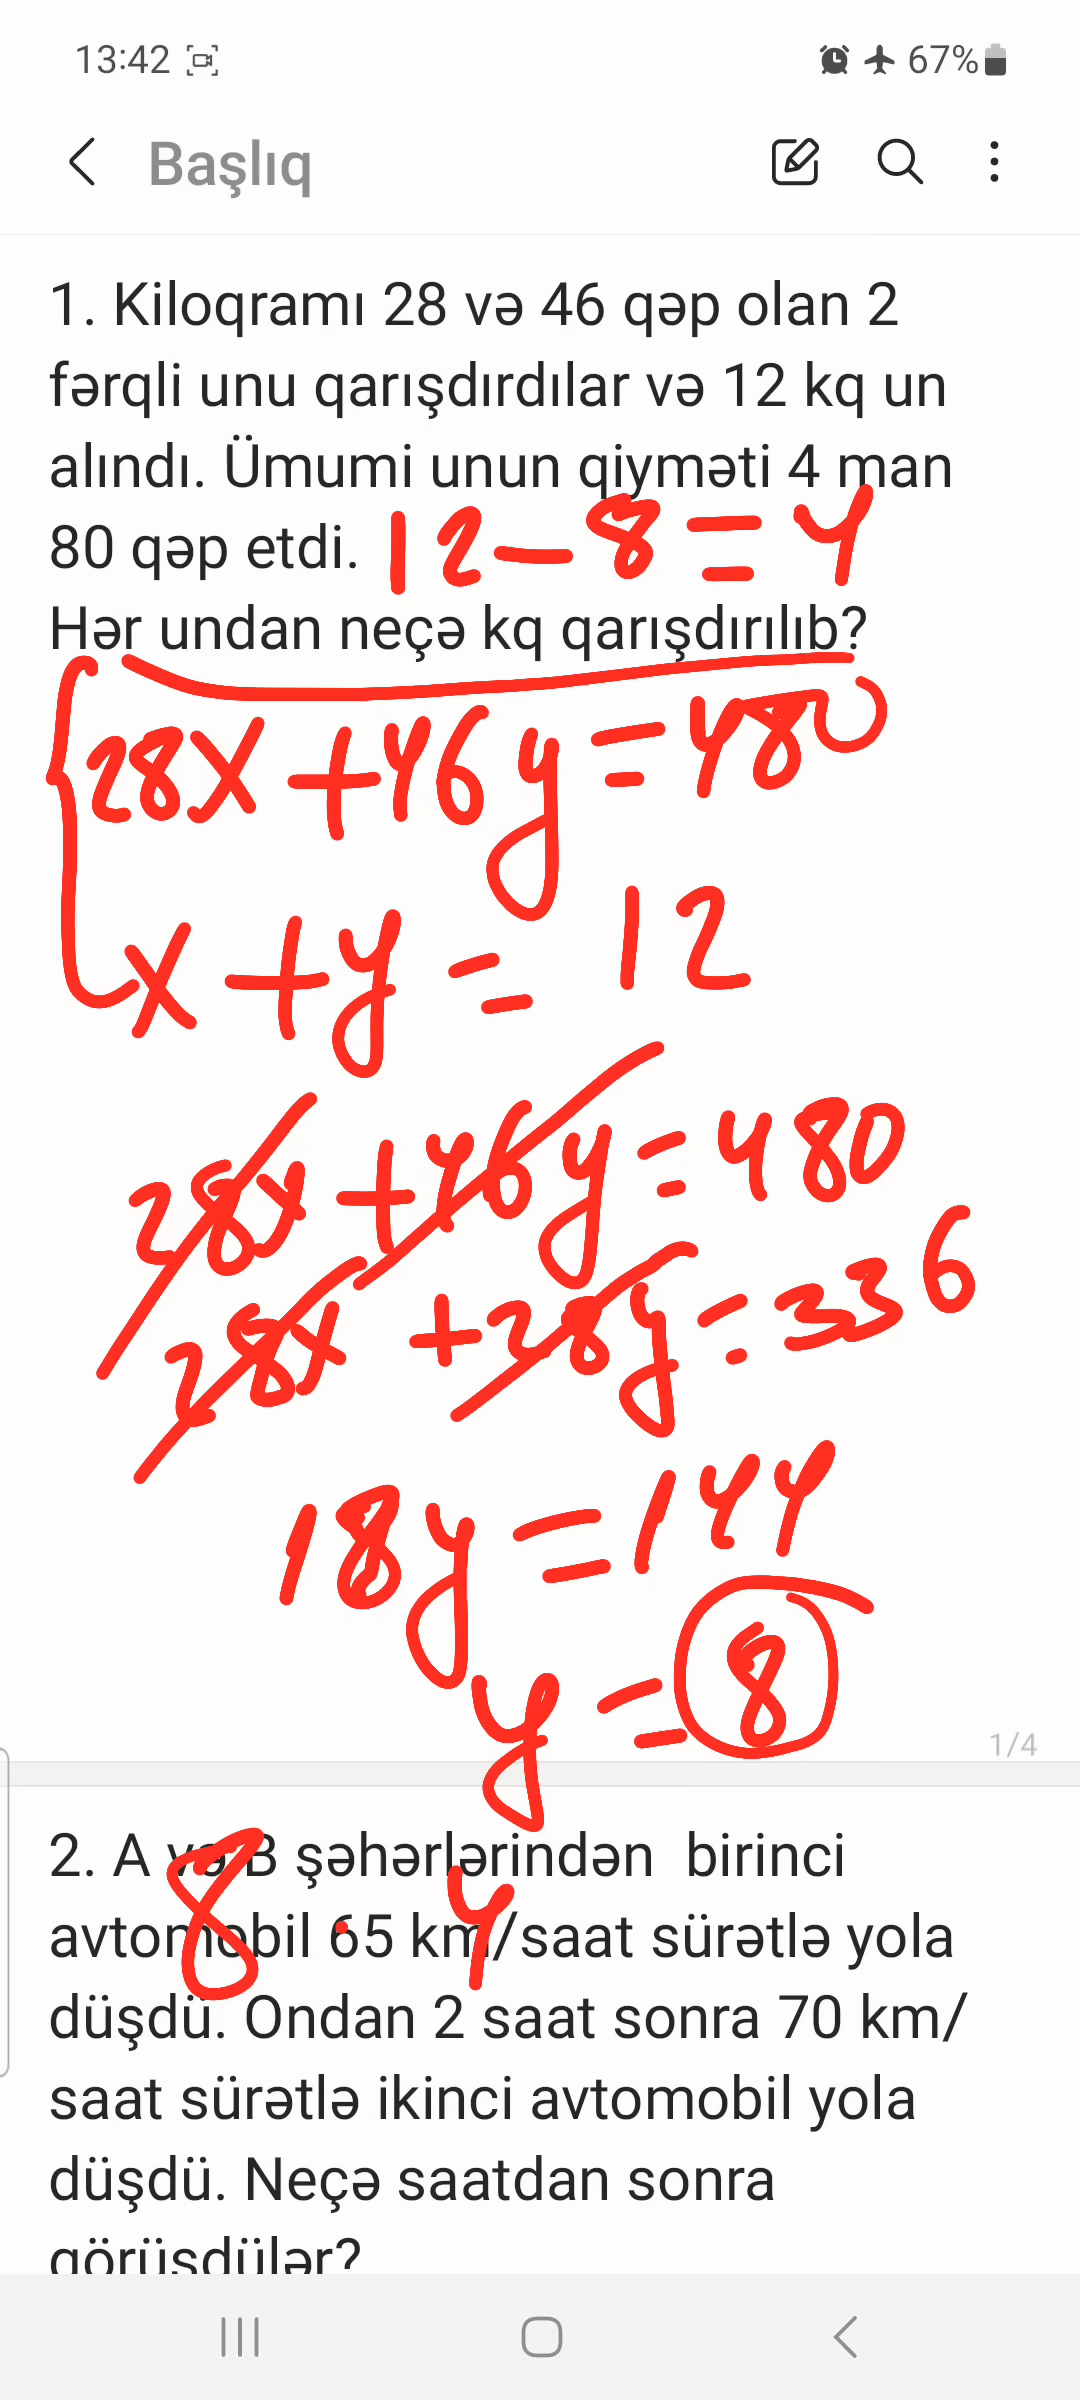 13:42 67%
Başlıq
1. Kiloqramı 28 və 46 qəp olan 2
fərqli unu qarışdırdılar və 12 kq un
alındı. Ümumi unun qiyməti 4 man
80 qəp etdi. 12-8=4
Hər undan neçə kq qarışdırılıb?
28x+46y=480
x+y=12
28x+46y=480
28x+28y=336
18y=144
y=8
1/4
2. A və B şəhərlərindən birinci
8 4
avtomobil 65 km/saat sürətlə yola
düşdü. Ondan 2 saat sonra 70 km/
saat sürətlə ikinci avtomobil yola
düşdü. Neçə saatdan sonra
görüşdülər?